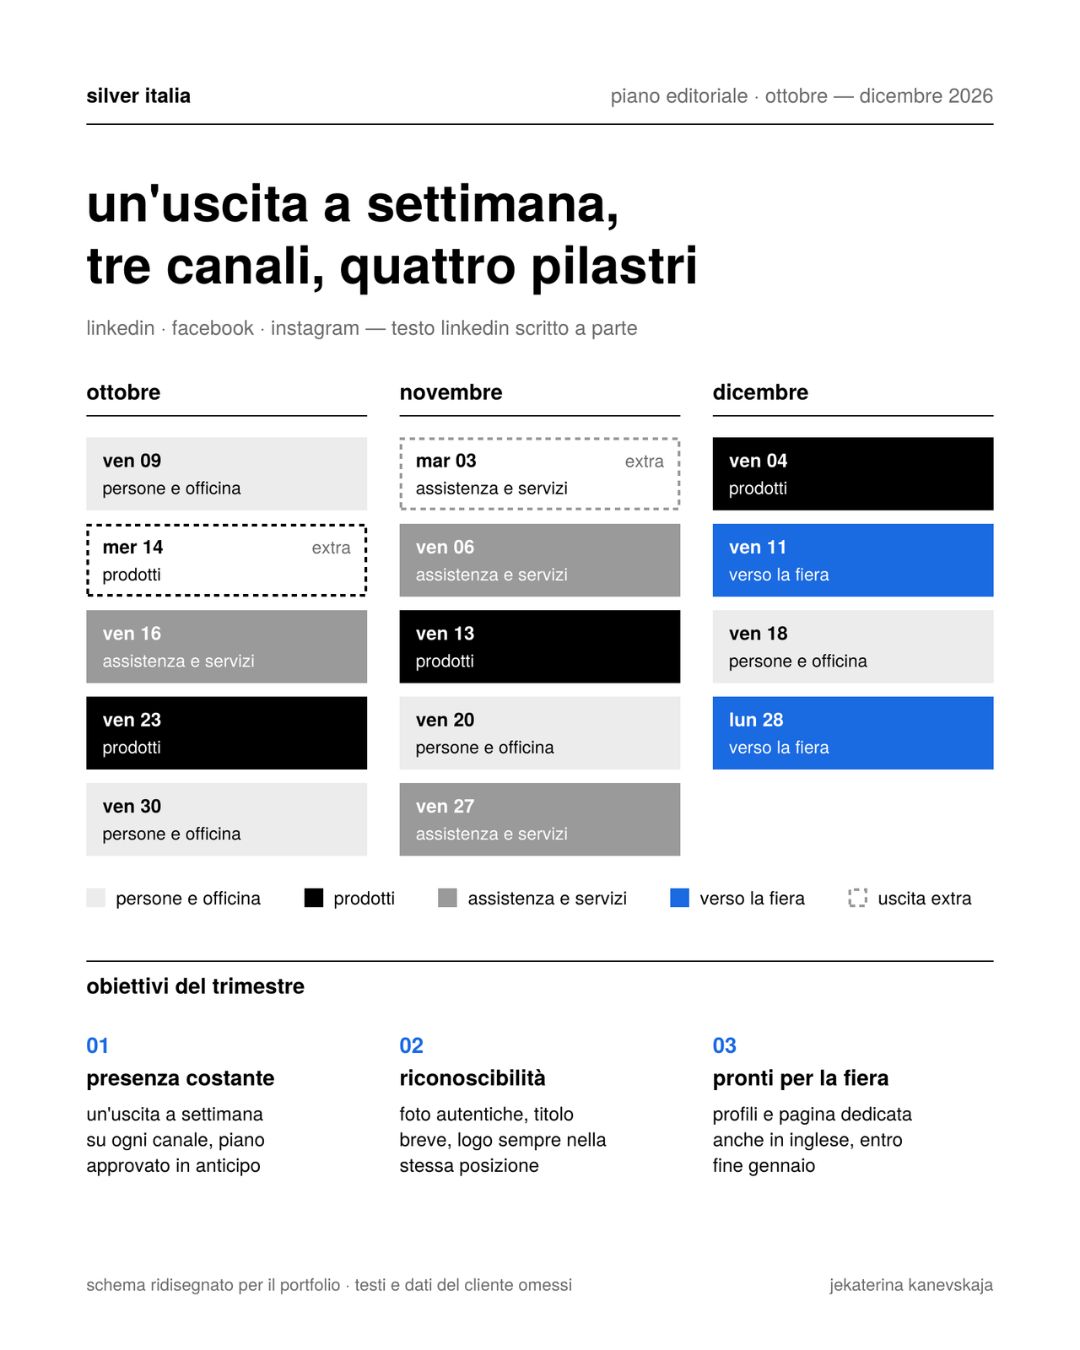 silver italia
piano editoriale · ottobre — dicembre 2026
un'uscita a settimana,
tre canali, quattro pilastri
linkedin · facebook · instagram — testo linkedin scritto a parte
ottobre
ven 09
persone e officina
mer 14
extra
prodotti
ven 16
assistenza e servizi
ven 23
prodotti
ven 30
persone e officina
novembre
mar 03
extra
assistenza e servizi
ven 06
assistenza e servizi
ven 13
prodotti
ven 20
persone e officina
ven 27
assistenza e servizi
dicembre
ven 04
prodotti
ven 11
verso la fiera
ven 18
persone e officina
lun 28
verso la fiera
persone e officina
prodotti
assistenza e servizi
verso la fiera
uscita extra
obiettivi del trimestre
01
presenza costante
un'uscita a settimana
su ogni canale, piano
approvato in anticipo
02
riconoscibilità
foto autentiche, titolo
breve, logo sempre nella
stessa posizione
03
pronti per la fiera
profili e pagina dedicata
anche in inglese, entro
fine gennaio
schema ridisegnato per il portfolio · testi e dati del cliente omessi
jekaterina kanevskaja